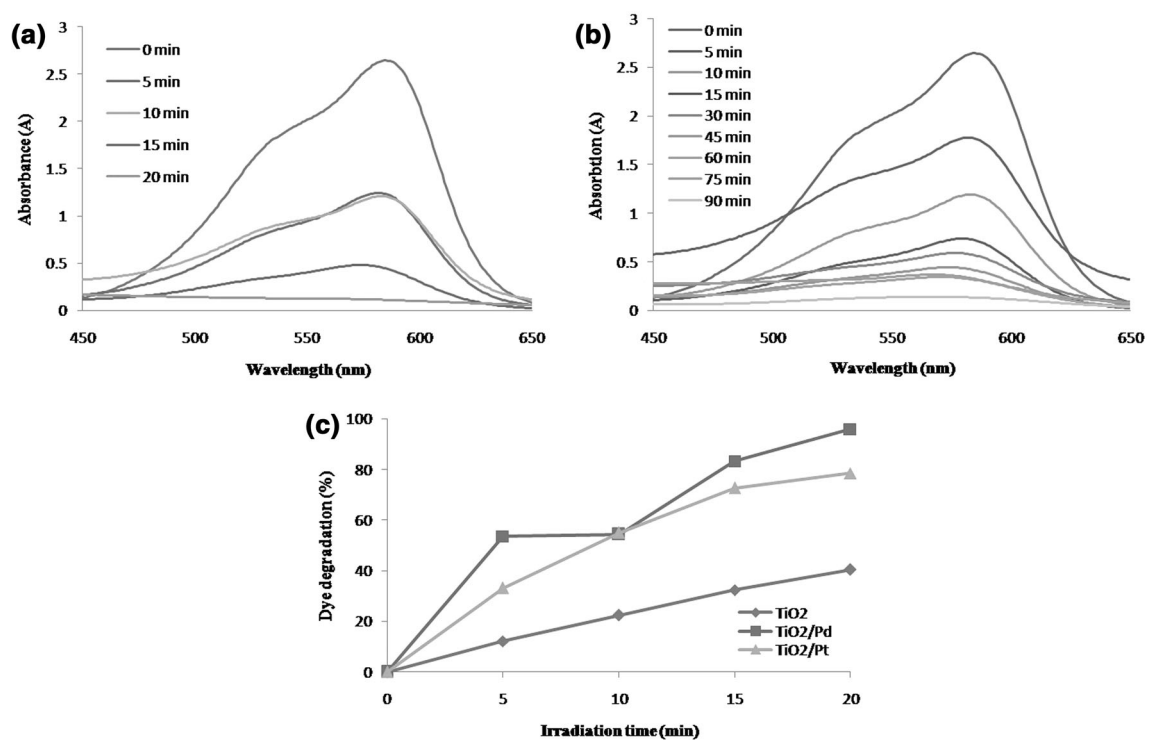 (a)
3
2.5
2
1.5
1
0.5
0
Absorbance (A)
0 min
5 min
10 min
15 min
20 min
450
500
550
600
650
Wavelength (nm)
(b)
3
2.5
2
1.5
1
0.5
0
Absorbtion (A)
0 min
5 min
10 min
15 min
30 min
45 min
60 min
75 min
90 min
450
500
550
600
650
Wavelength (nm)
(c)
100
80
60
40
20
0
Dye degradation (%)
TiO2
TiO2/Pd
TiO2/Pt
0
5
10
15
20
Irradiation time (min)